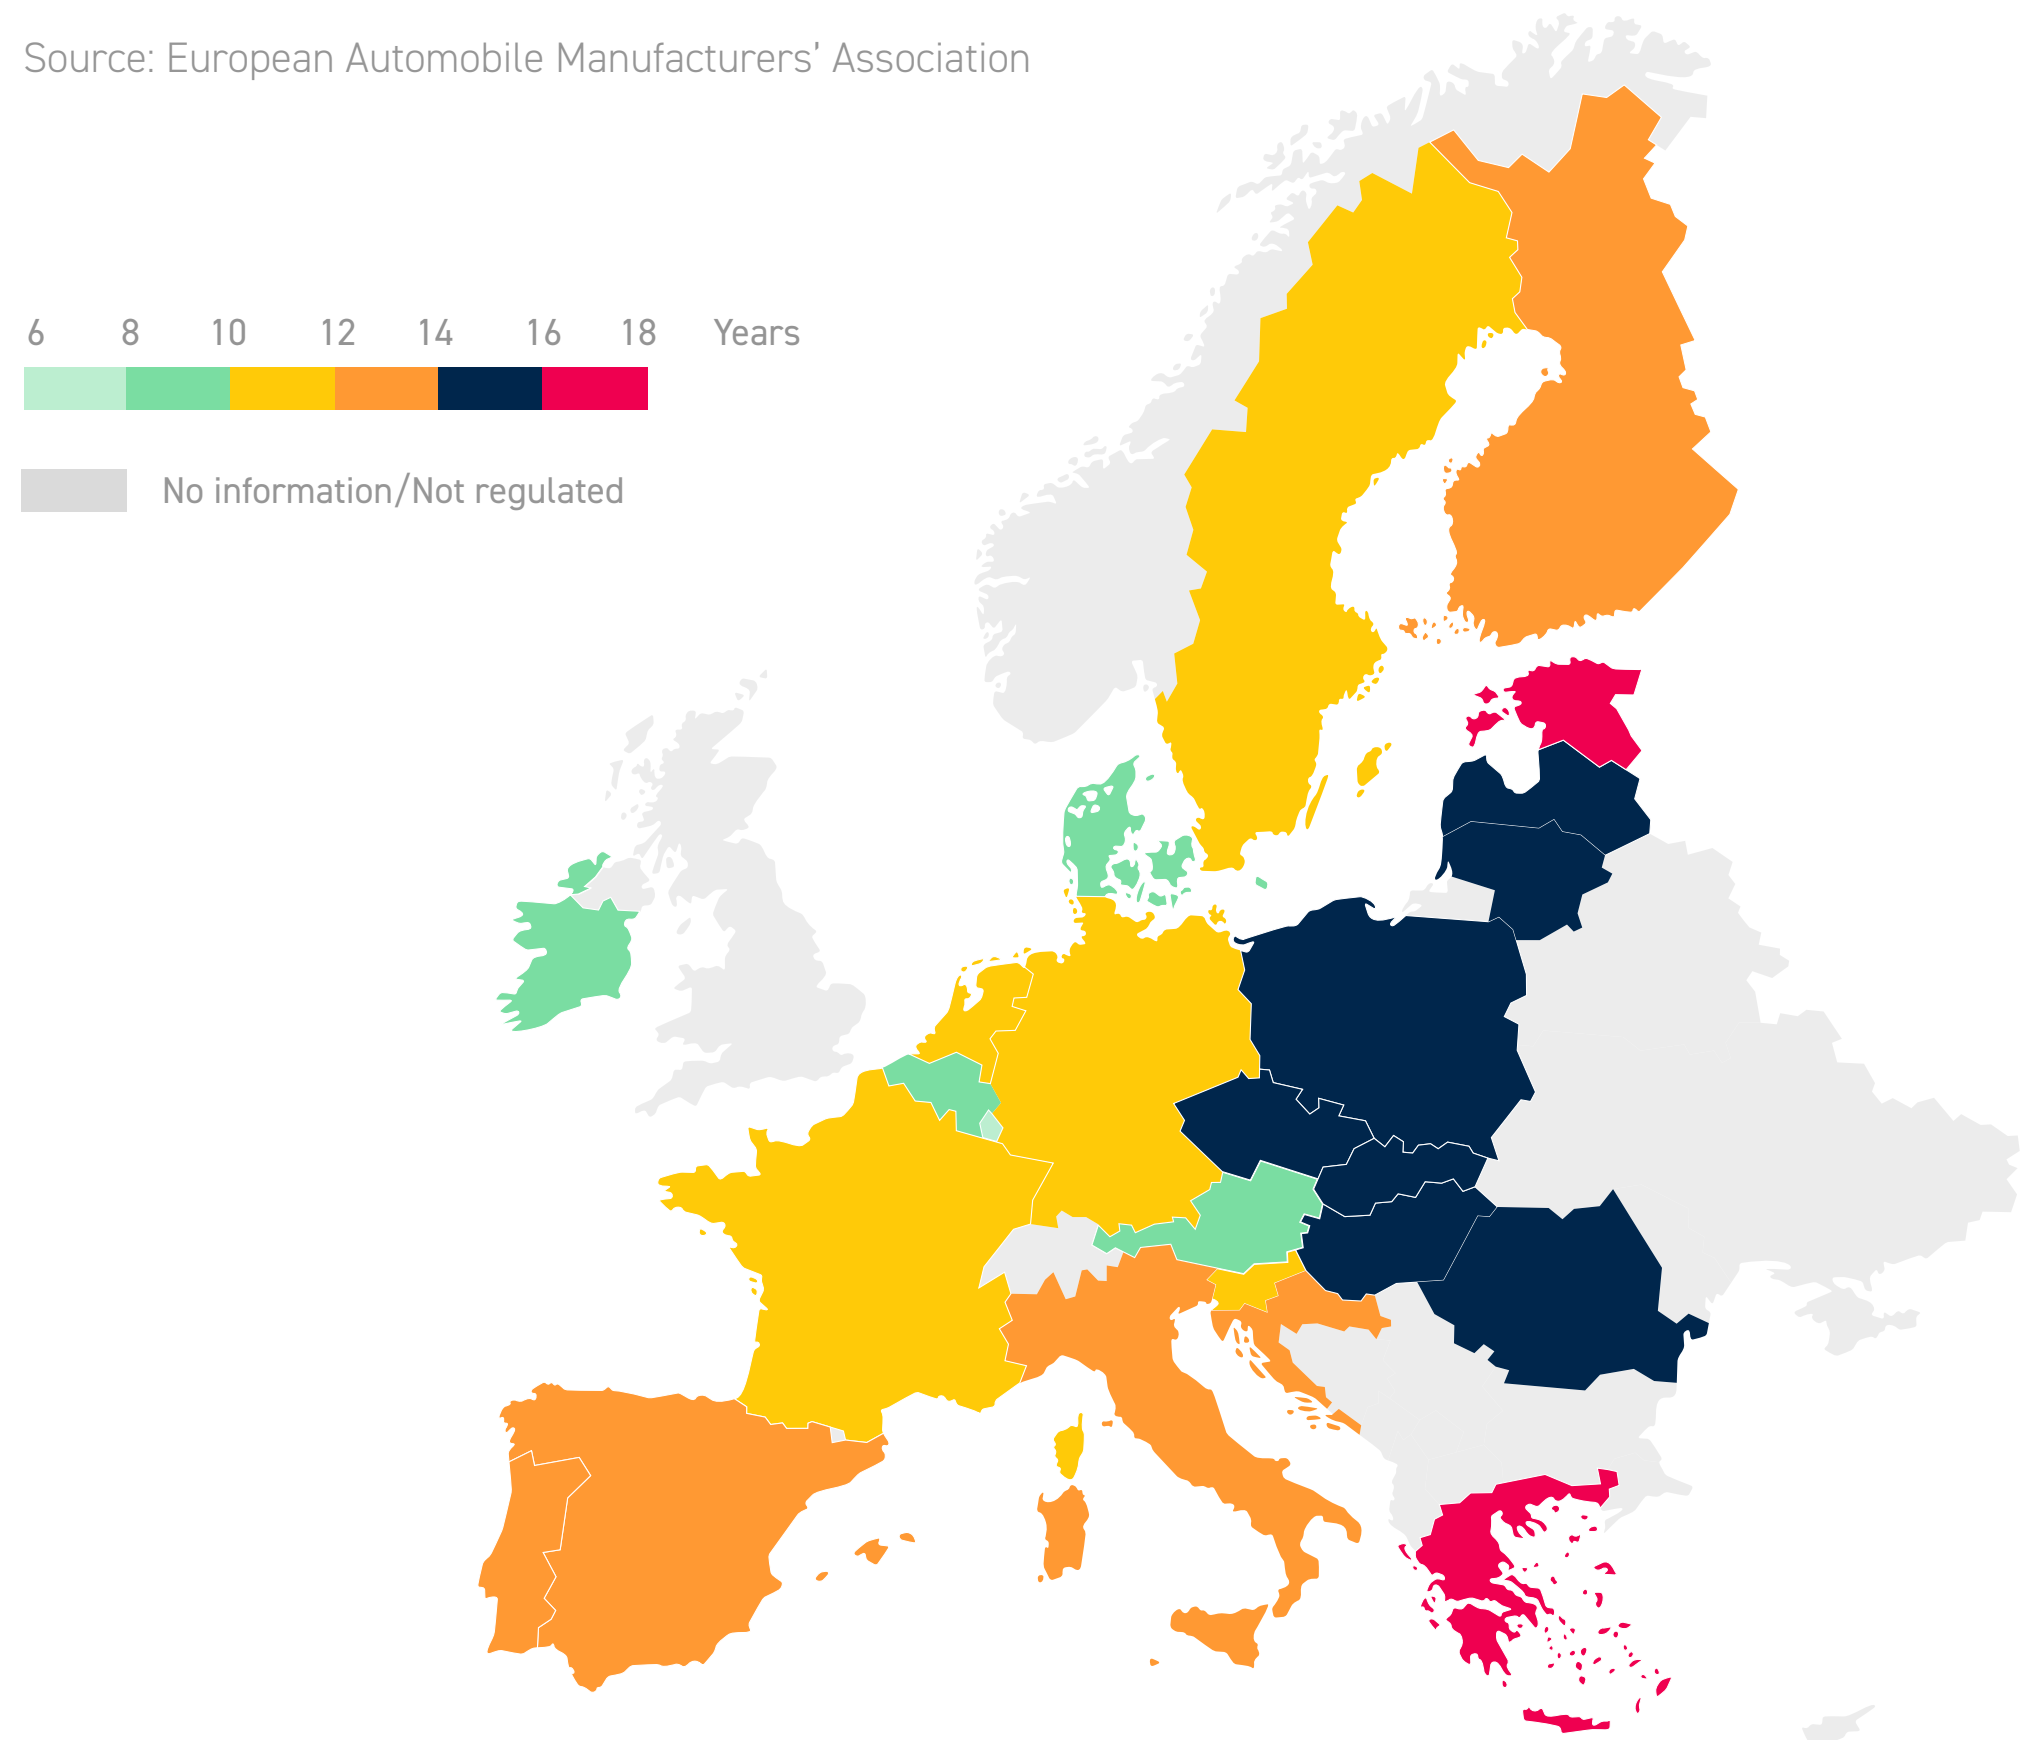 Source: European Automobile Manufacturers’ Association
6 8 10 12 14 16 18 Years
No information/Not regulated